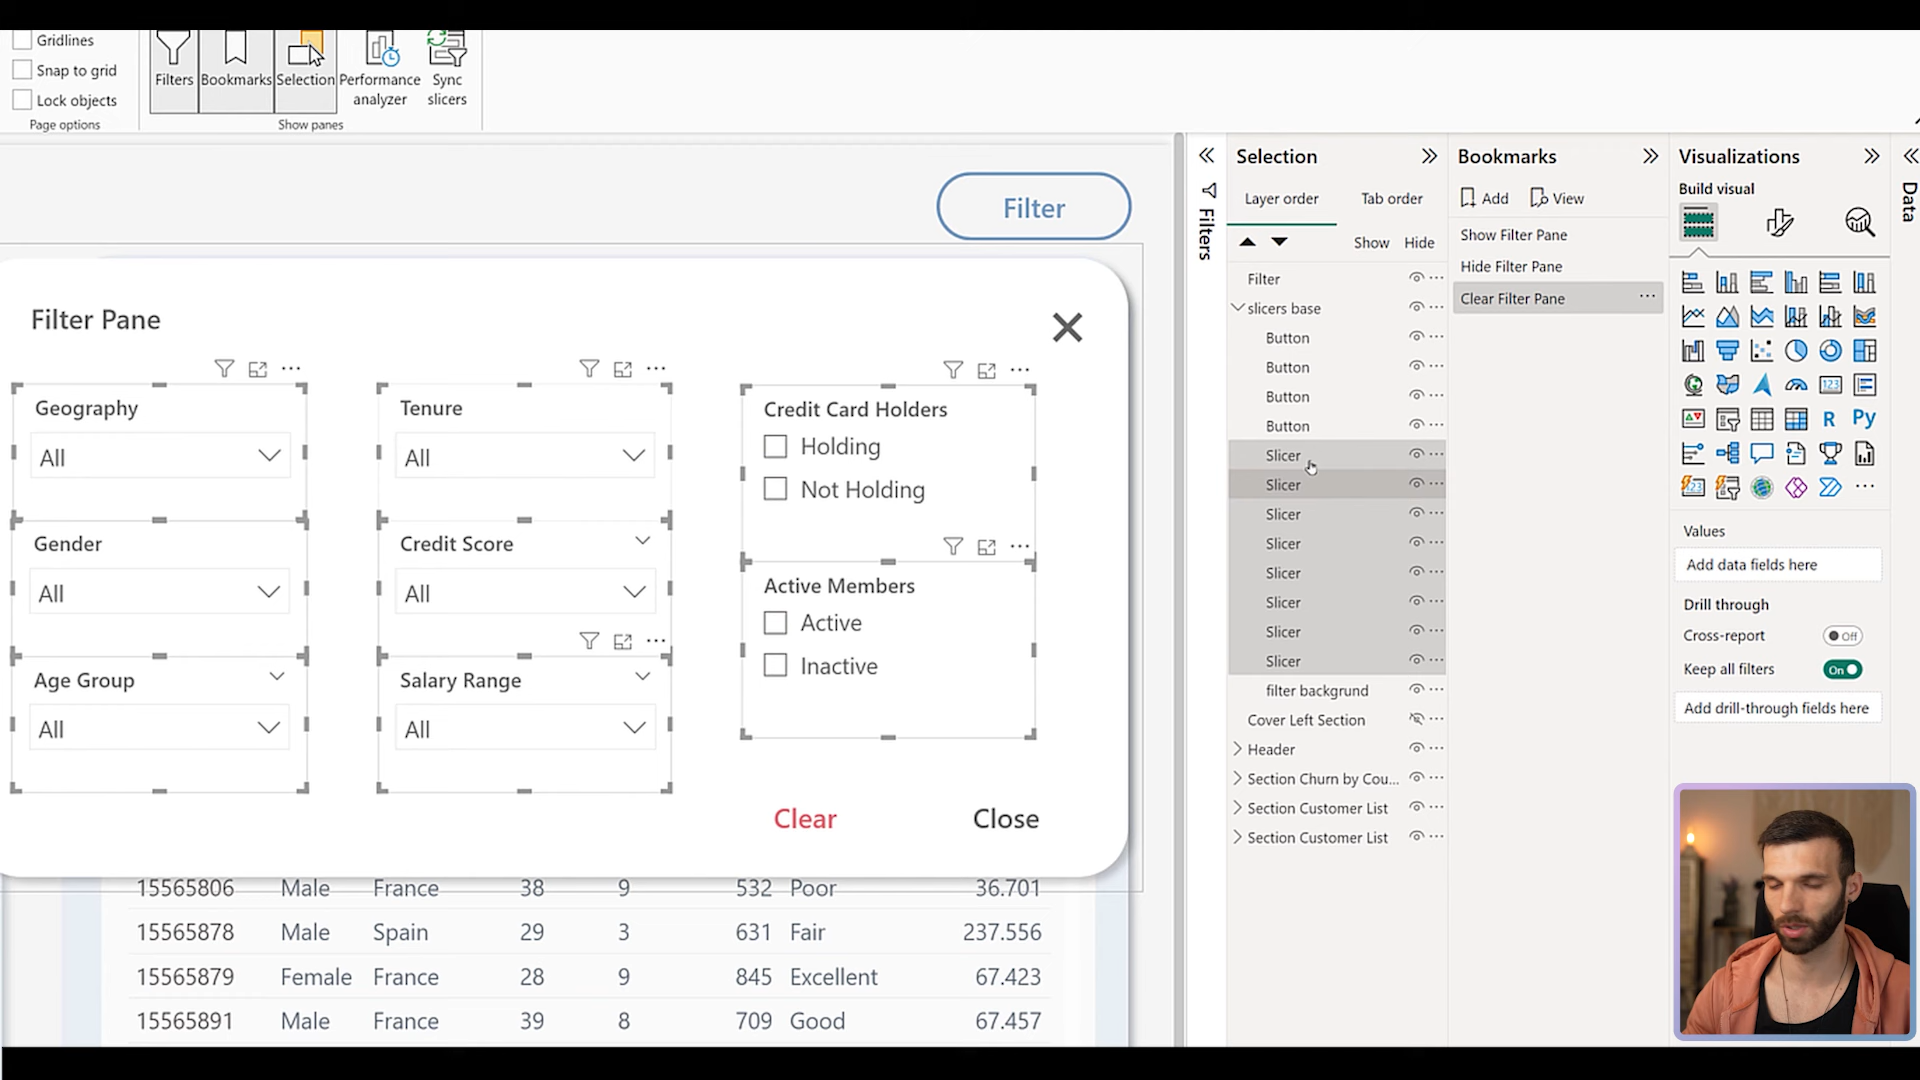 Gridlines
Snap to grid
Lock objects
Page options
Filters
Bookmarks
Selection
Performance analyzer
Sync slicers
Show panes
Filter
Filter Pane
Geography
All
Tenure
All
Credit Card Holders
Holding
Not Holding
Gender
All
Credit Score
All
Active Members
Active
Inactive
Age Group
All
Salary Range
All
Clear
Close
15565806 Male France 38 9 532 Poor 36.701
15565878 Male Spain 29 3 631 Fair 237.556
15565879 Female France 28 9 845 Excellent 67.423
15565891 Male France 39 8 709 Good 67.457
Filters
Selection
Layer order
Tab order
Show
Hide
Filter
slicers base
Button
Button
Button
Button
Slicer
Slicer
Slicer
Slicer
Slicer
Slicer
Slicer
Slicer
filter backgrund
Cover Left Section
Header
Section Churn by Cou...
Section Customer List
Section Customer List
Bookmarks
Add
View
Show Filter Pane
Hide Filter Pane
Clear Filter Pane
Visualizations
Build visual
123
R
Py
123
Values
Add data fields here
Drill through
Cross-report
Off
Keep all filters
On
Add drill-through fields here
Data